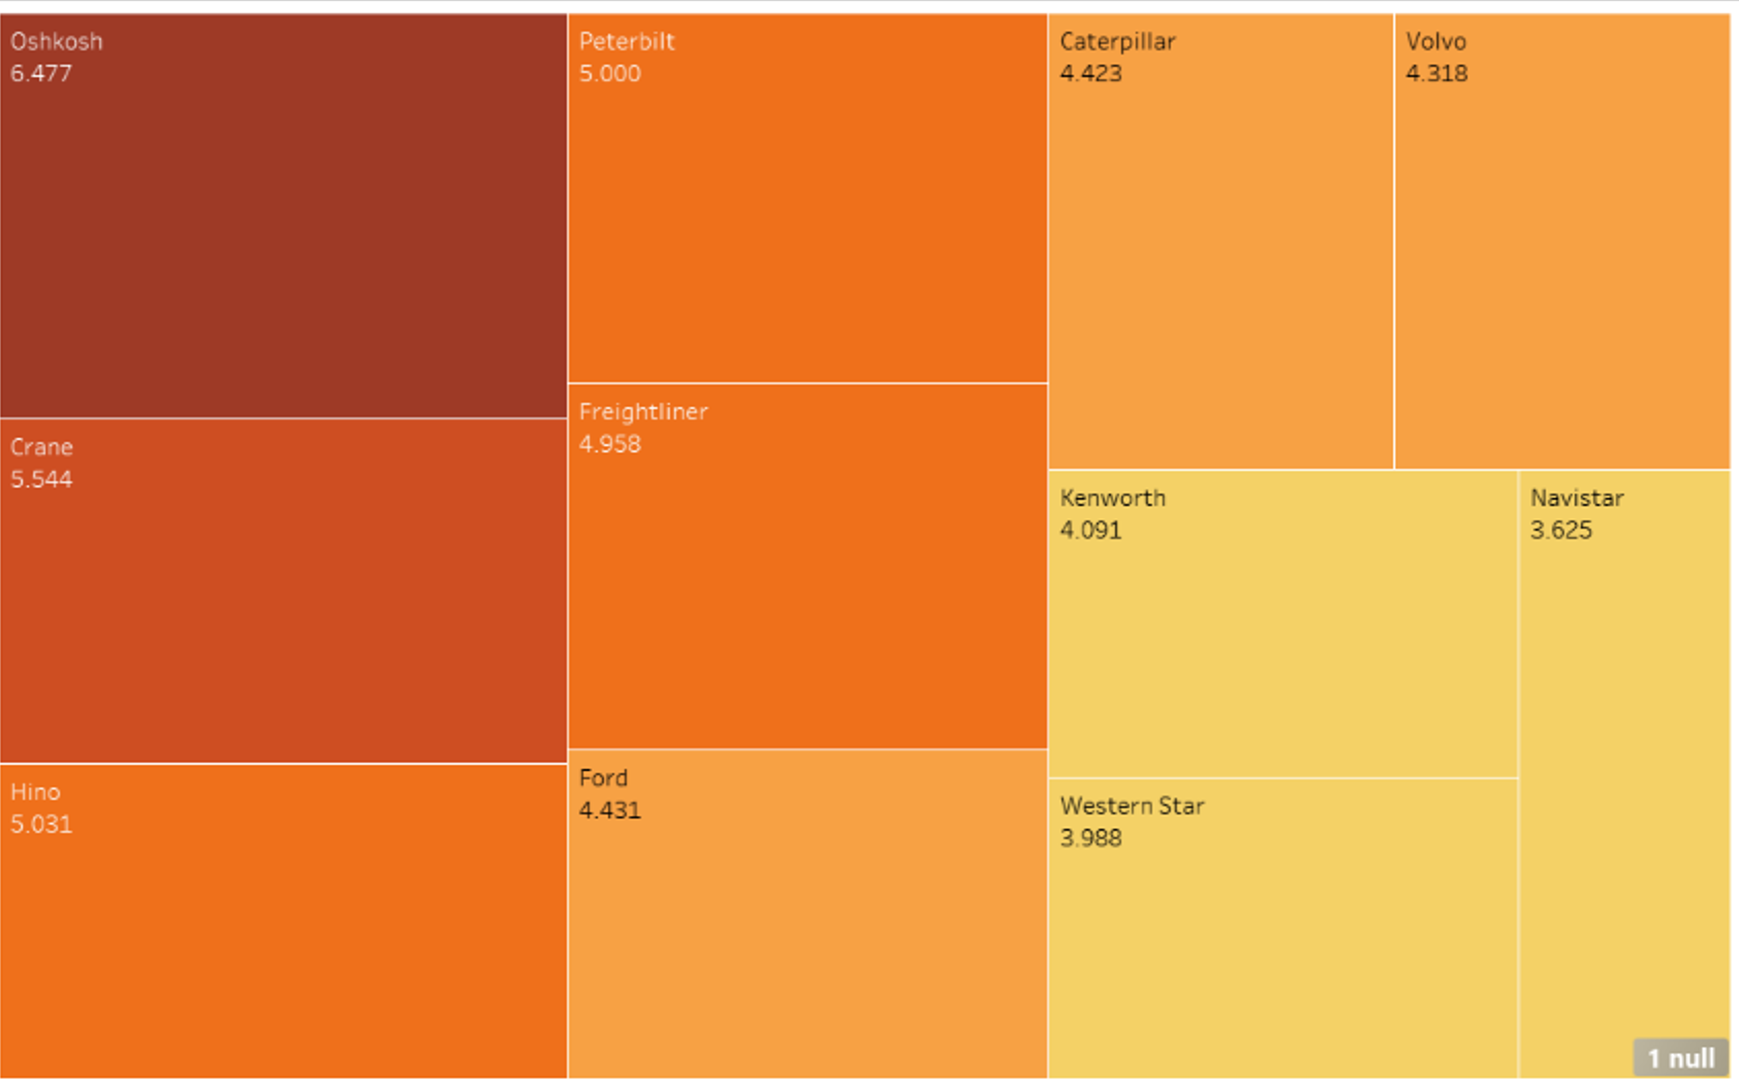 Oshkosh
6.477
Crane
5.544
Hino
5.031
Peterbilt
5.000
Freightliner
4.958
Ford
4.431
Caterpillar
4.423
Volvo
4.318
Kenworth
4.091
Western Star
3.988
Navistar
3.625
1 null